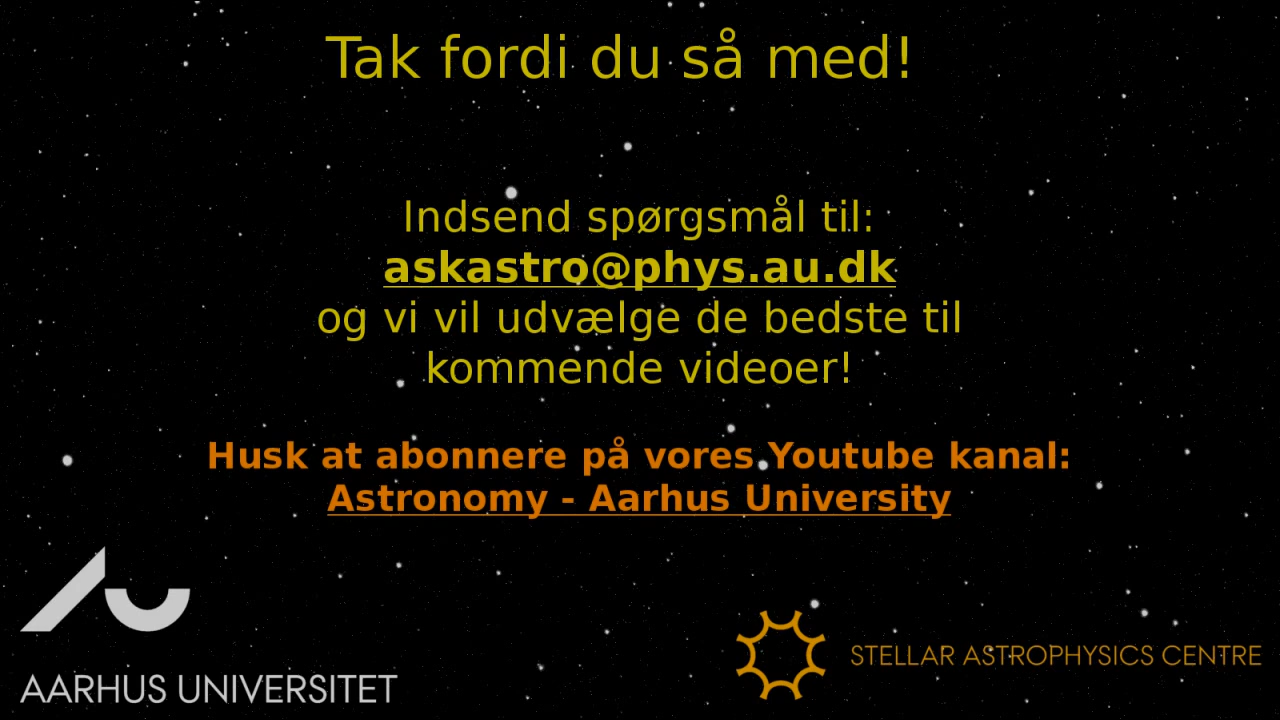 Tak fordi du så med!
Indsend spørgsmål til:
askastro@phys.au.dk
og vi vil udvælge de bedste til
kommende videoer!
Husk at abonnere på vores Youtube kanal:
Astronomy - Aarhus University
AARHUS UNIVERSITET
STELLAR ASTROPHYSICS CENTRE